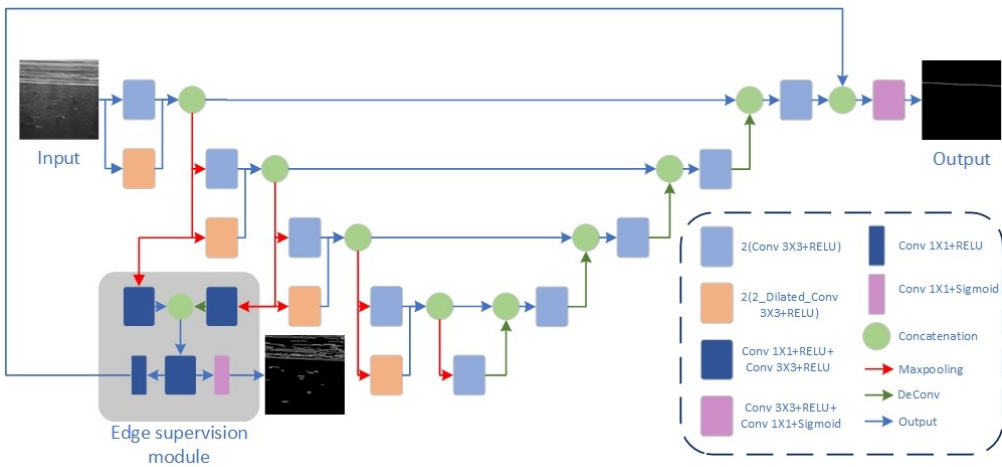 Input
Output
Edge supervision
module
2(Conv 3X3+RELU)
2(2_Dilated_Conv
3X3+RELU)
Conv 1X1+RELU+
Conv 3X3+RELU
Conv 3X3+RELU+
Conv 1X1+Sigmoid
Conv 1X1+RELU
Conv 1X1+Sigmoid
Concatenation
Maxpooling
DeConv
Output